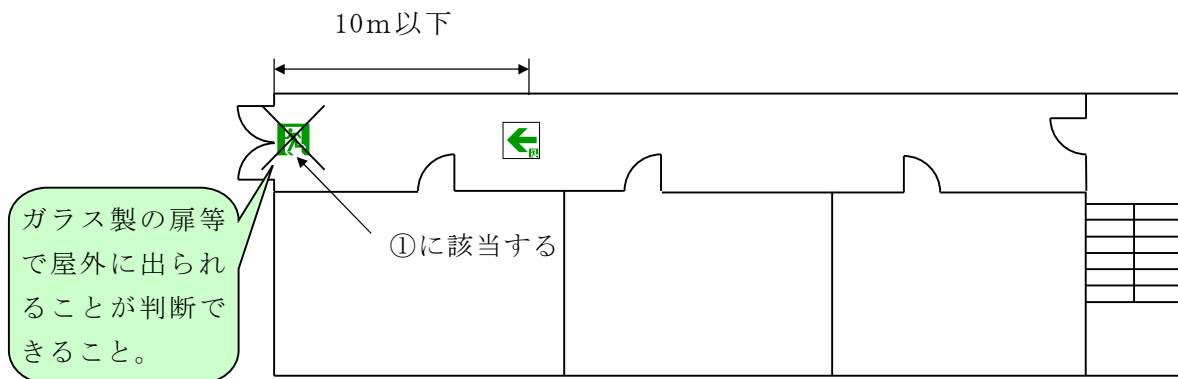 10m以下
ガラス製の扉等
で屋外に出られ
ることが判断で
きること。
①に該当する